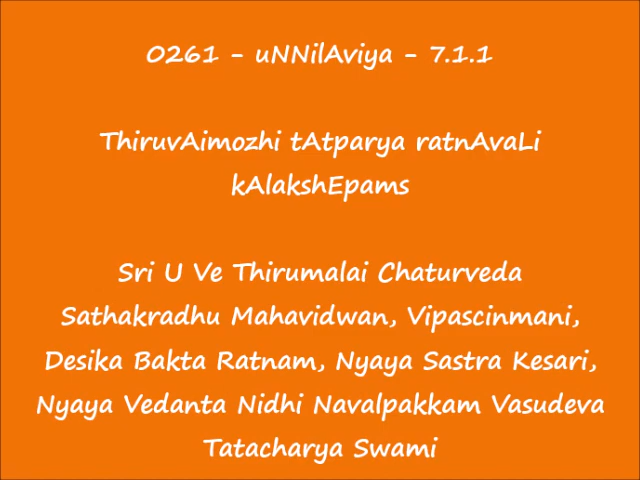 0261 - uNNilAviya - 7.1.1
ThiruvAimozhi tAtparya ratnAvaLi
kAlakshEpams
Sri U Ve Thirumalai Chaturveda
Sathakradhu Mahavidwan, Vipascinmani,
Desika Bakta Ratnam, Nyaya Sastra Kesari,
Nyaya Vedanta Nidhi Navalpakkam Vasudeva
Tatacharya Swami